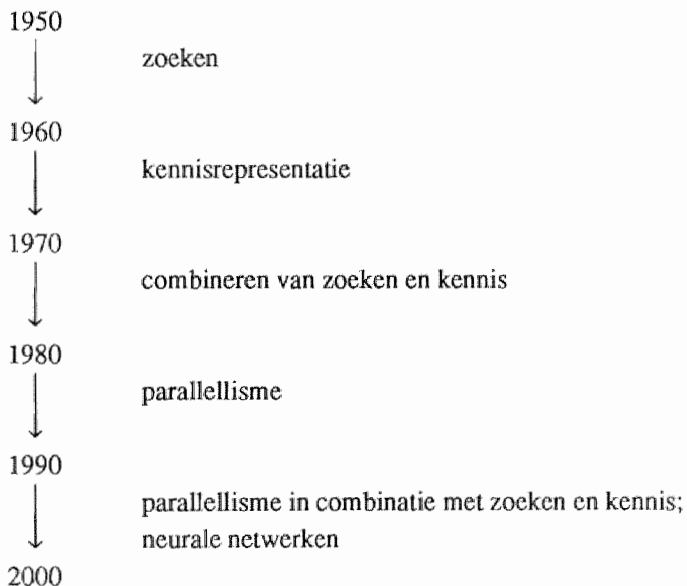 1950
zoeken
1960
kennisrepresentatie
1970
combineren van zoeken en kennis
1980
parallellisme
1990
parallellisme in combinatie met zoeken en kennis;
neurale netwerken
2000